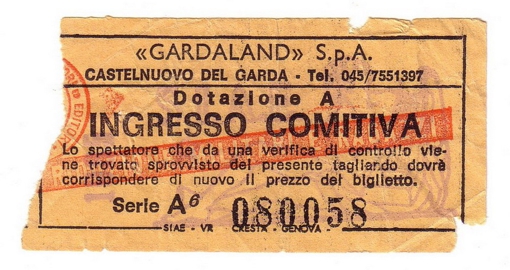 «GARDALAND» S.p.A.
CASTELNUOVO DEL GARDA - Tel. 045/7551397
Dotazione A
INGRESSO COMITIVA
Lo spettatore che da una verifica di controllo vie-
ne trovato sprovvisto del presente tagliando dovrà
corrispondere di nuovo il prezzo del biglietto.
Serie A⁶ 080058
SIAE - VR CRESTA - GENOVA -